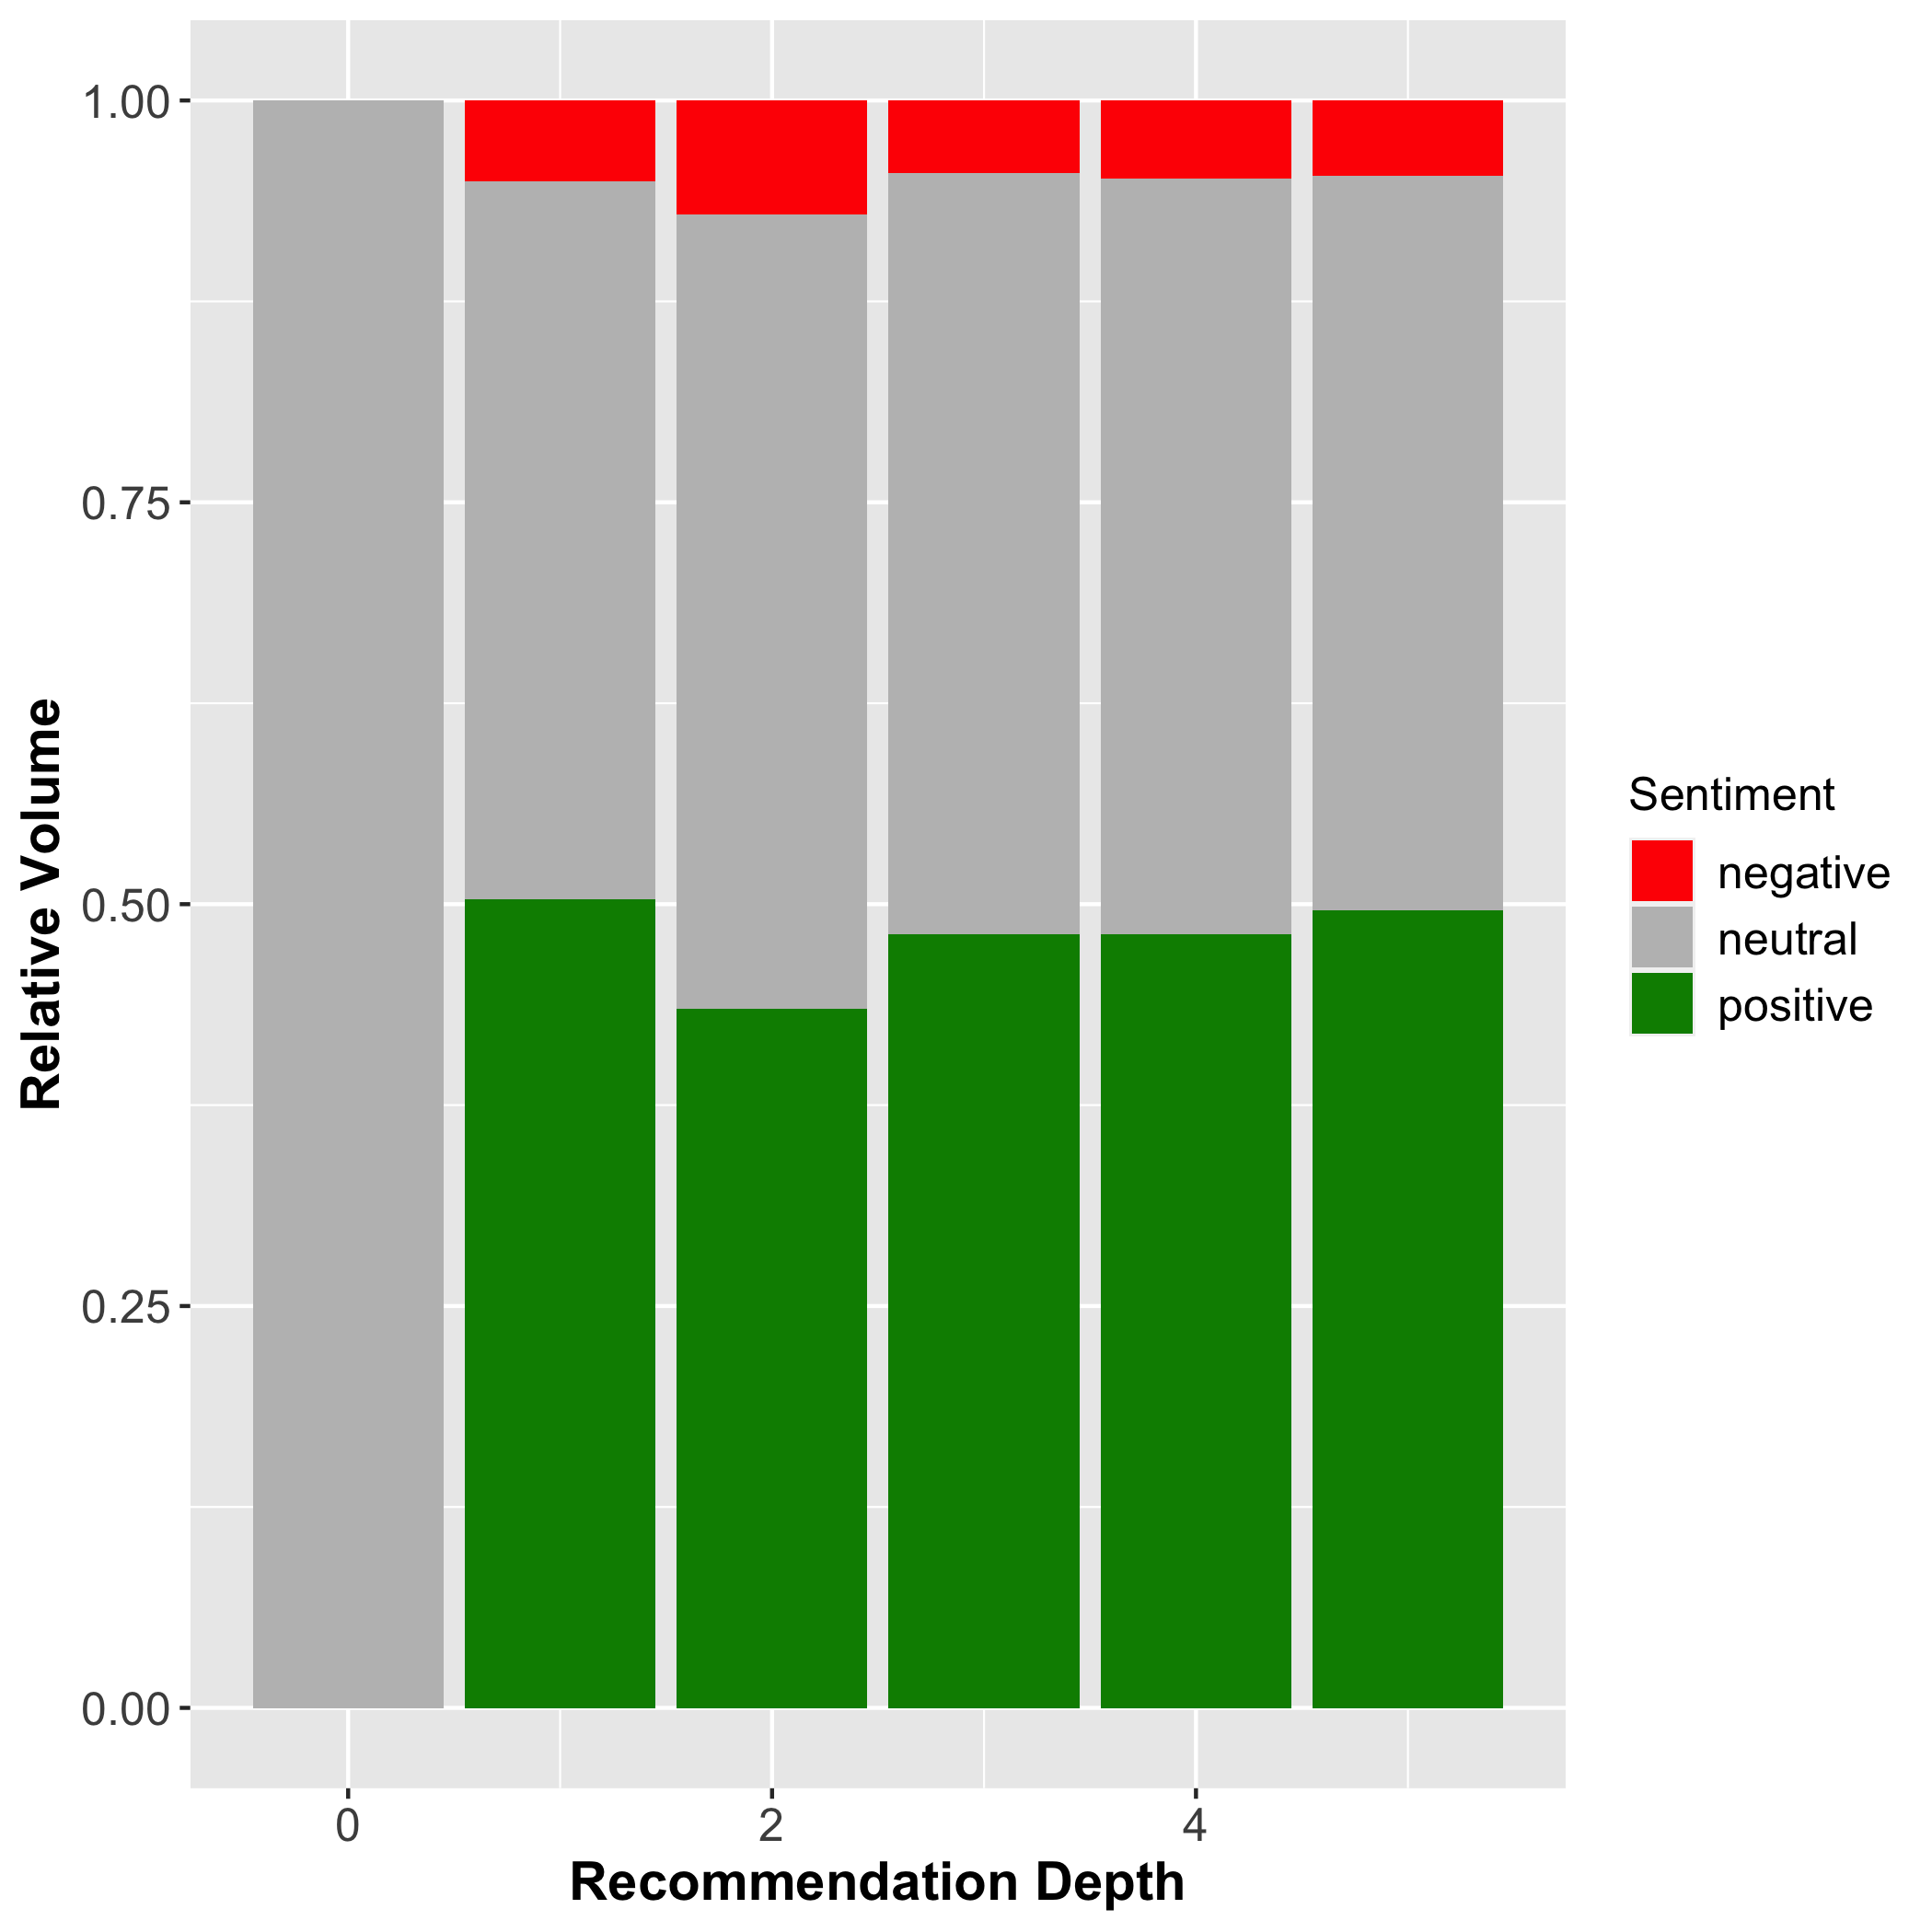 1.00
0.75
0.50
0.25
0.00
Relative Volume
0 2 4
Recommendation Depth
Sentiment
negative
neutral
positive